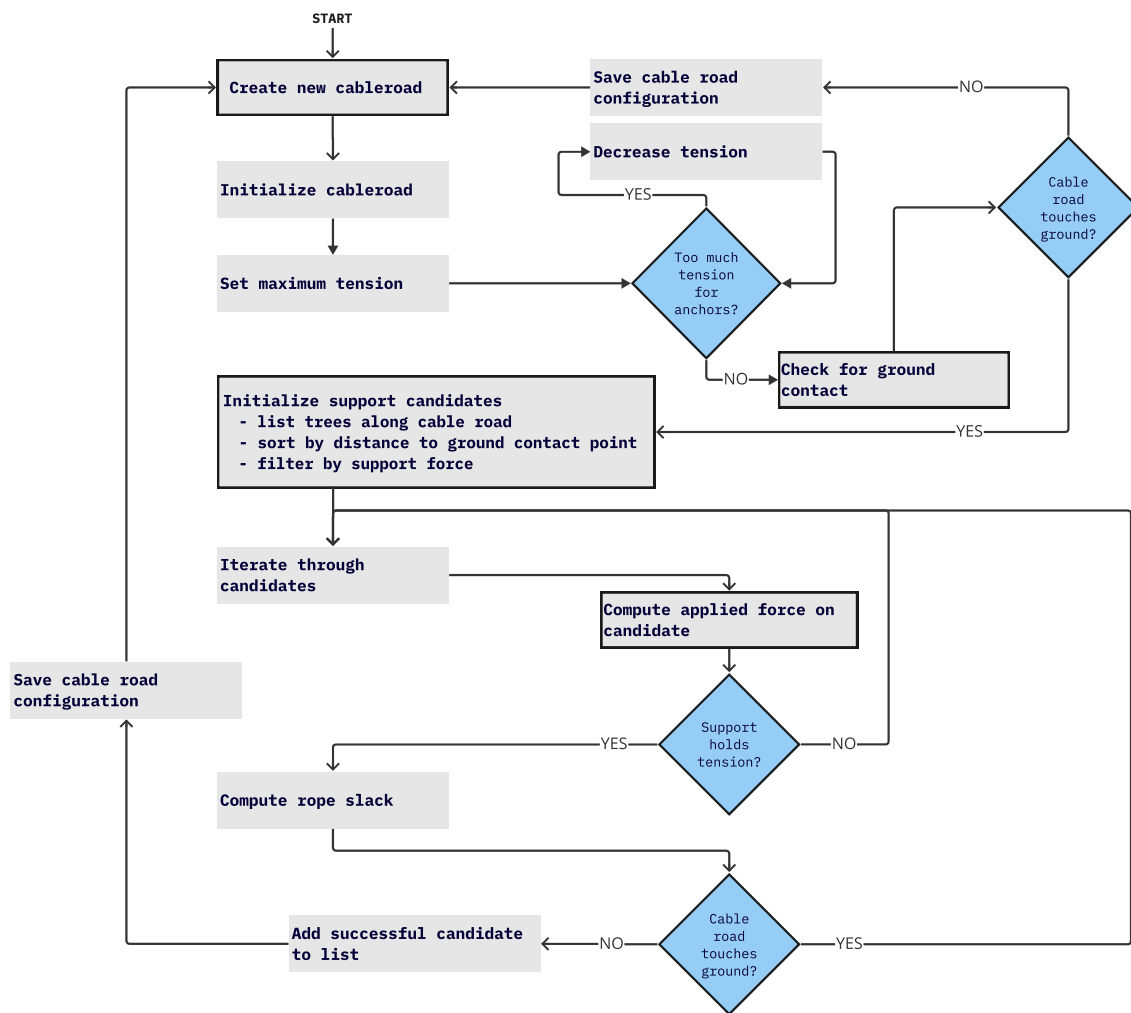 START
Create new cableroad
Save cable road
configuration
NO
Decrease tension
Initialize cableroad
YES
Cable
road
touches
ground?
Too much
tension
for
anchors?
Set maximum tension
NO
Check for ground
contact
Initialize support candidates
- list trees along cable road
- sort by distance to ground contact point
- filter by support force
YES
Iterate through
candidates
Compute applied force on
candidate
Save cable road
configuration
Support
holds
tension?
YES
NO
Compute rope slack
Cable
road
touches
ground?
Add successful candidate
to list
NO
YES